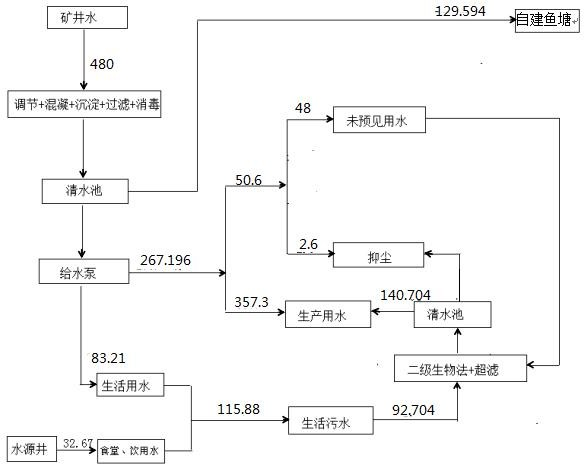 矿井水
129.594
自建鱼塘
480
调节+混凝+沉淀+过滤+消毒
48
未预见用水
清水池
50.6
2.6
抑尘
给水泵
267.196
357.3
生产用水
140.704
清水池
83.21
二级生物法+超滤
生活用水
115.88
生活污水
92.704
水源井
32.67
食堂、饮用水